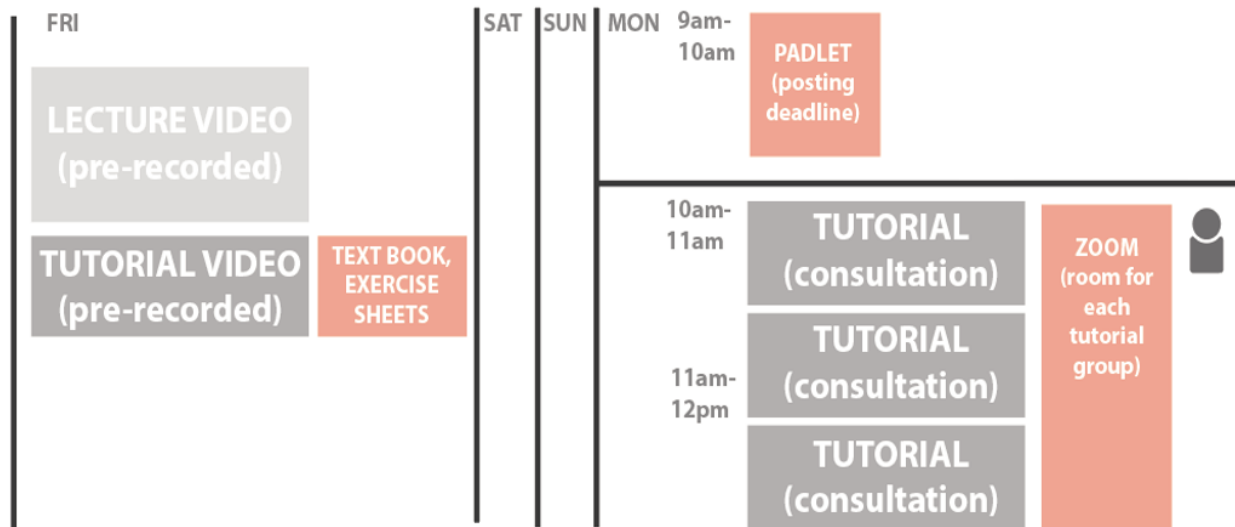 FRI
LECTURE VIDEO
(pre-recorded)
TUTORIAL VIDEO
(pre-recorded)
TEXT BOOK,
EXERCISE
SHEETS
SAT
SUN
MON
9am-
10am
PADLET
(posting
deadline)
10am-
11am
TUTORIAL
(consultation)
TUTORIAL
(consultation)
11am-
12pm
TUTORIAL
(consultation)
ZOOM
(room for
each
tutorial
group)